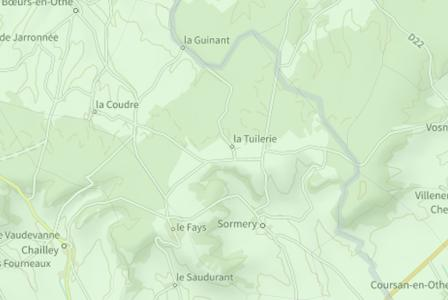 Bœurs-en-Othe
de Jarronnée
la Guinant
D22
la Coudre
la Tuilerie
Vosn
Villene
Che
le Fays
Sormery
e Vaudevanne
Chailley
s Fourneaux
le Saudurant
Coursan-en-Othe